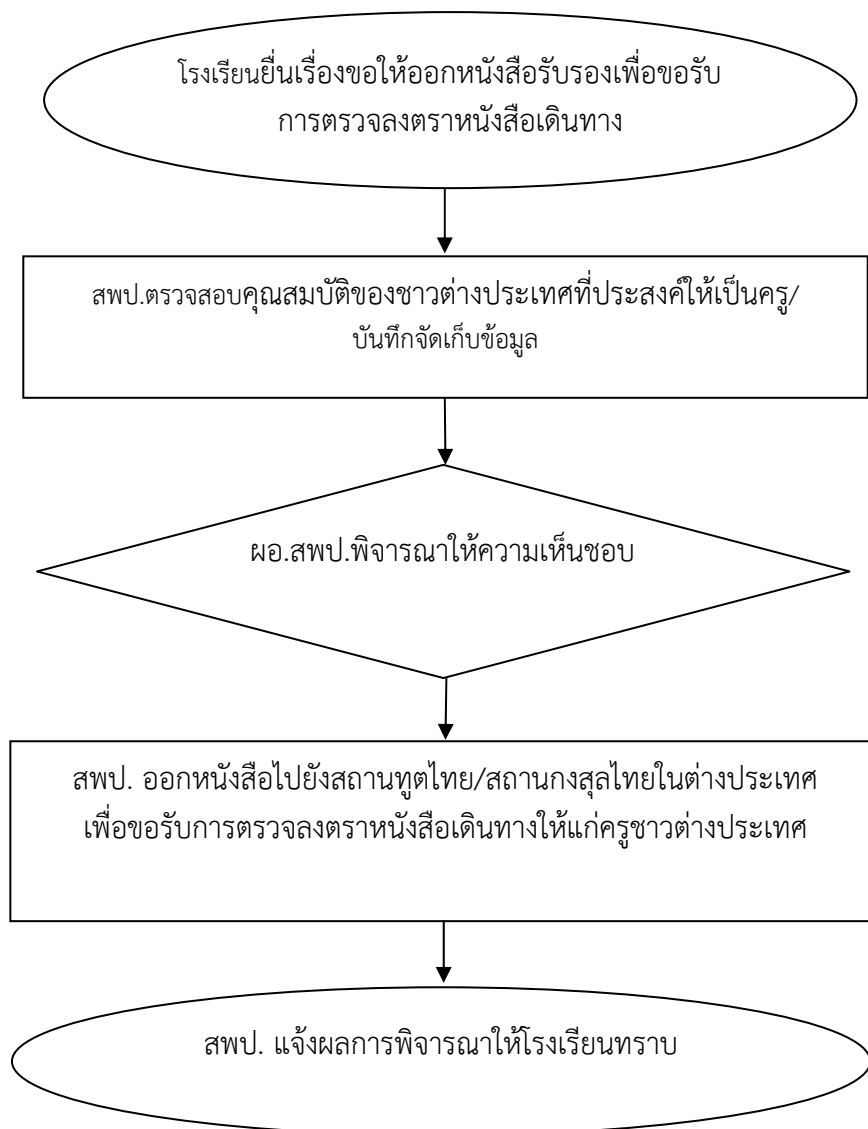 โรงเรียนยื่นเรื่องขอให้ออกหนังสือรับรองเพื่อขอรับ
การตรวจลงตราหนังสือเดินทาง
สพป.ตรวจสอบคุณสมบัติของชาวต่างประเทศที่ประสงค์ให้เป็นครู/
บันทึกจัดเก็บข้อมูล
ผอ.สพป.พิจารณาให้ความเห็นชอบ
สพป. ออกหนังสือไปยังสถานทูตไทย/สถานกงสุลไทยในต่างประเทศ
เพื่อขอรับการตรวจลงตราหนังสือเดินทางให้แก่ครูชาวต่างประเทศ
สพป. แจ้งผลการพิจารณาให้โรงเรียนทราบ